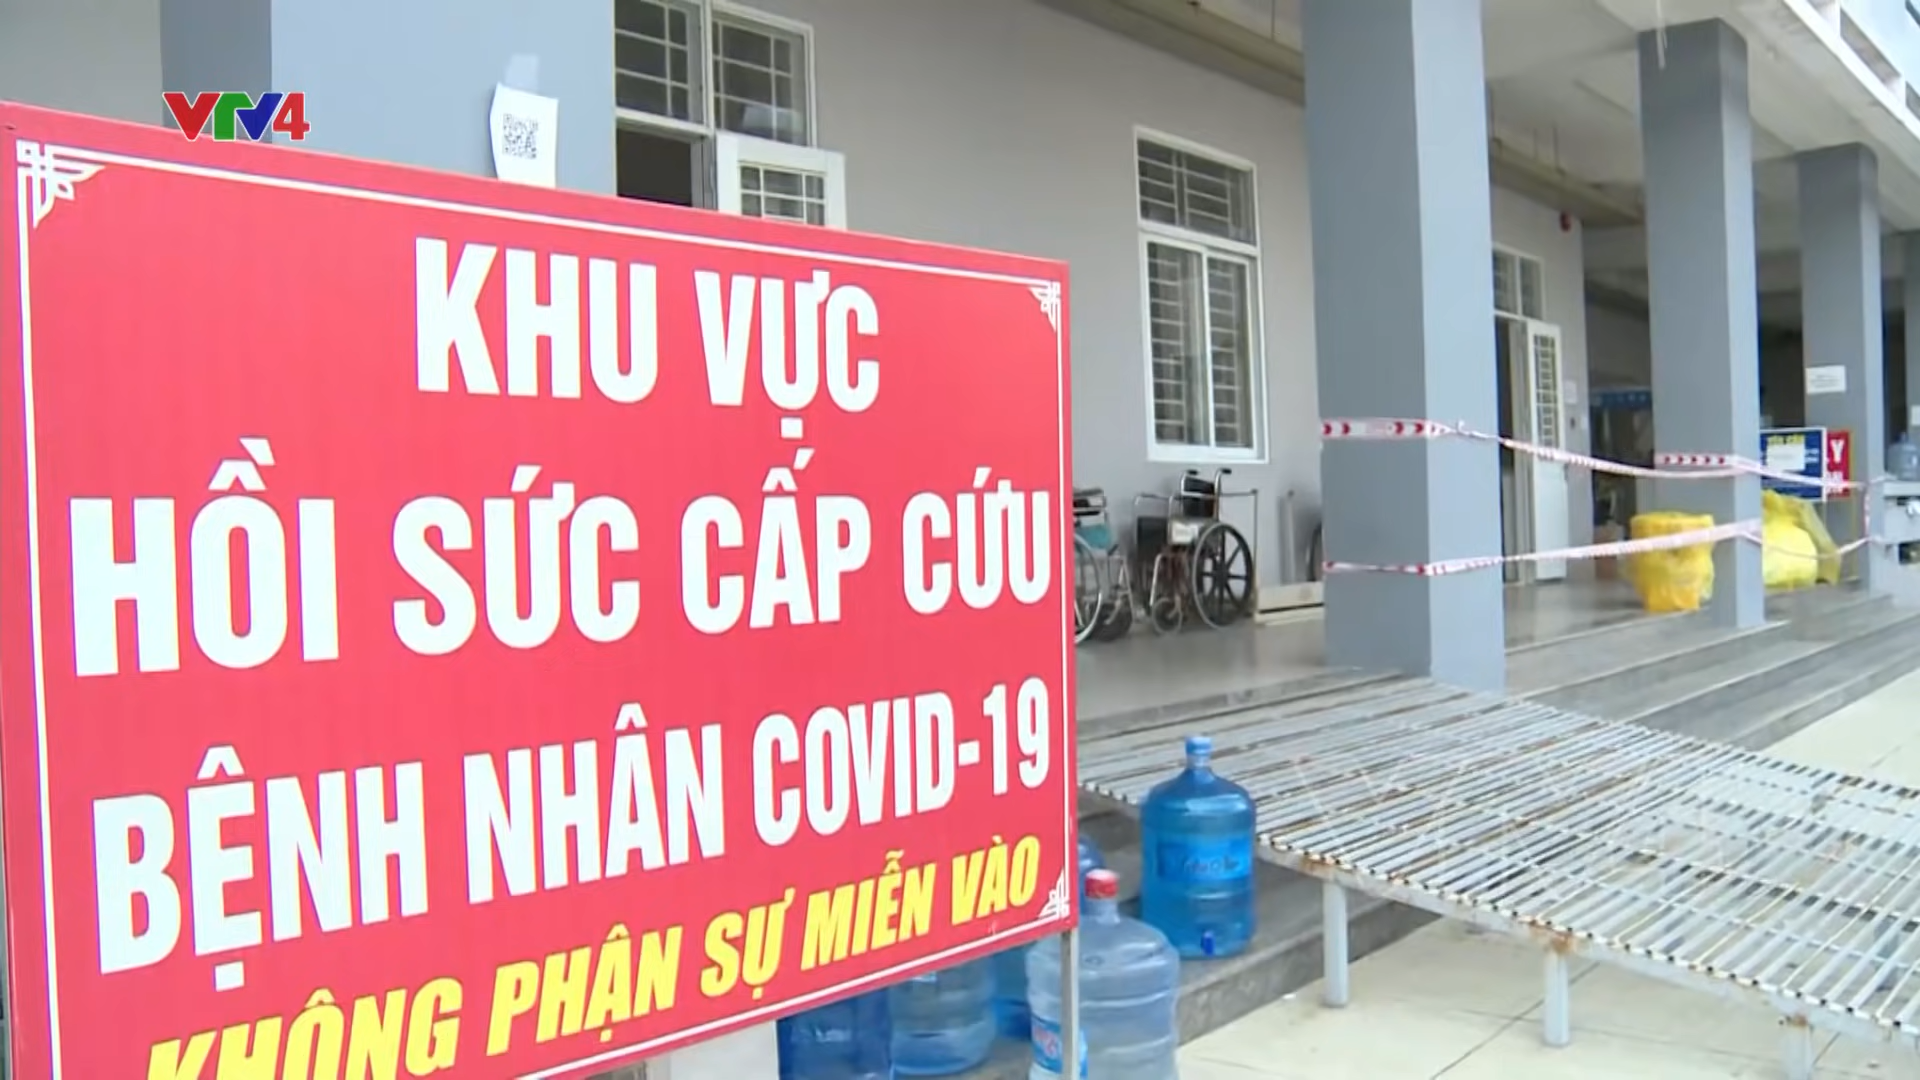 VTV4
KHU VỰC
HỒI SỨC CẤP CỨU
BỆNH NHÂN COVID-19
KHÔNG PHẬN SỰ MIỄN VÀO